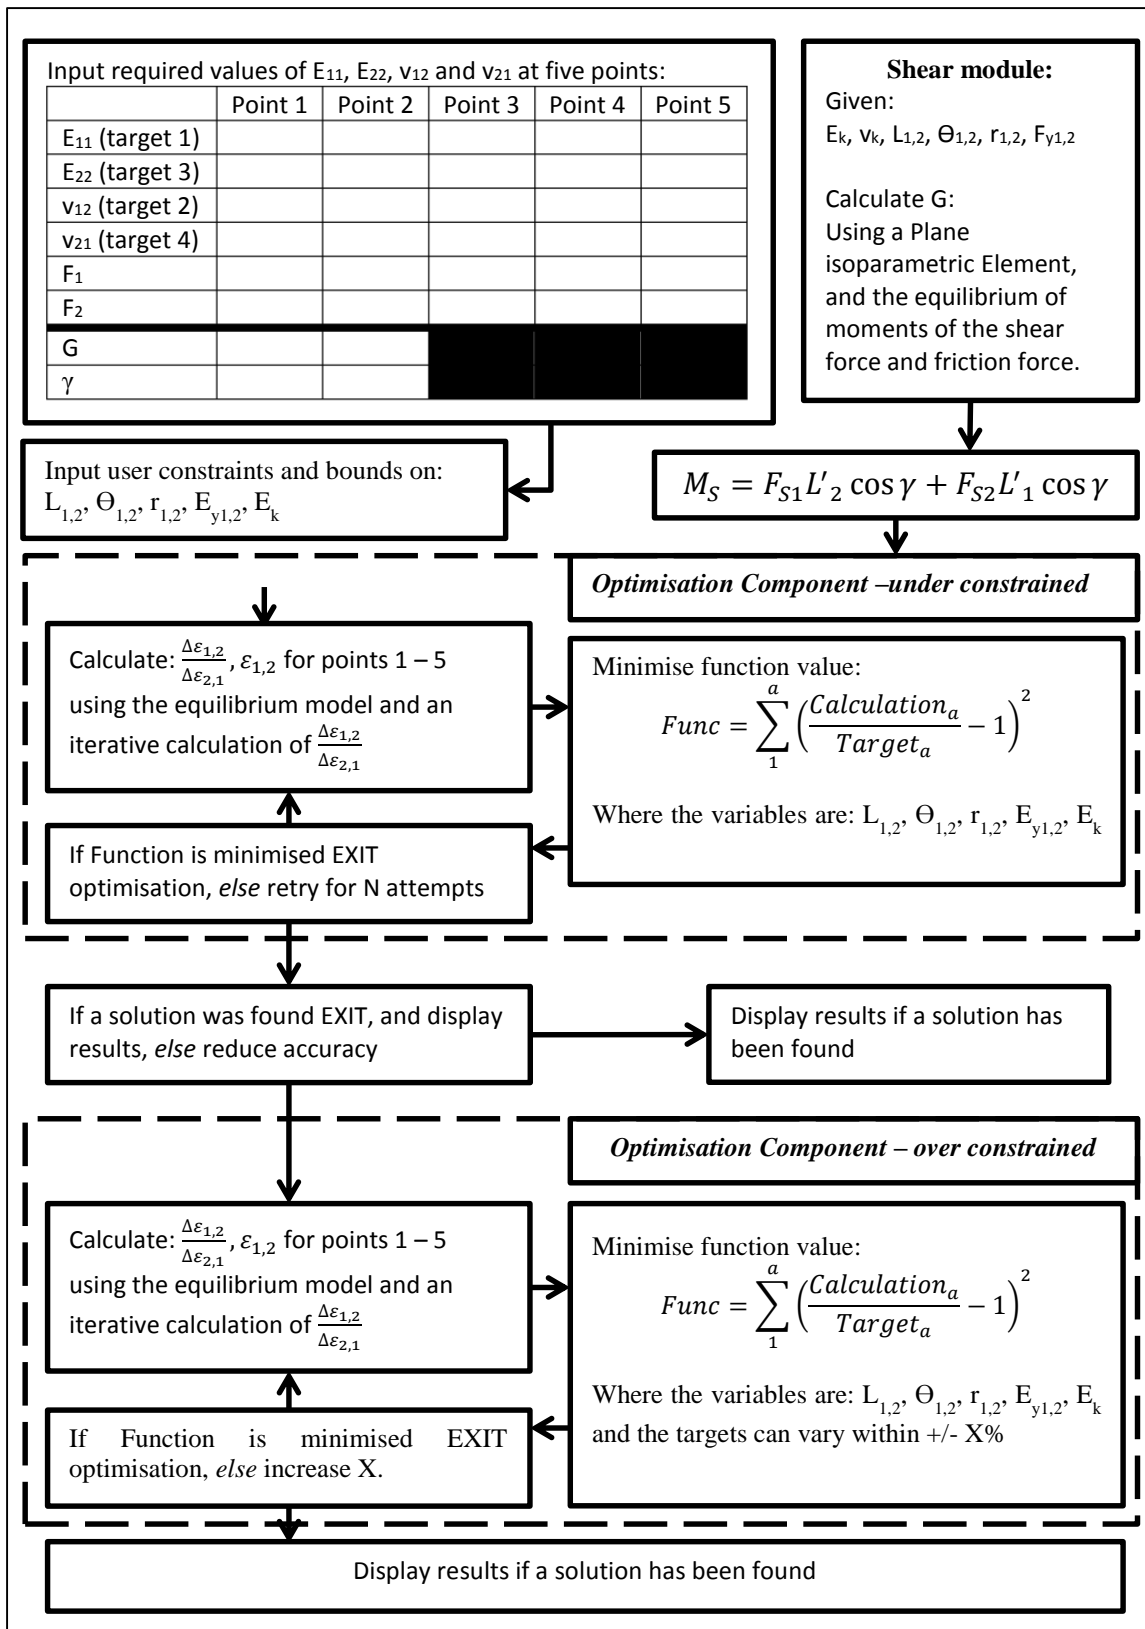 Input required values of E₁₁, E₂₂, v₁₂ and v₂₁ at five points:
Point 1 Point 2 Point 3 Point 4 Point 5
E₁₁ (target 1)
E₂₂ (target 3)
v₁₂ (target 2)
v₂₁ (target 4)
F₁
F₂
G
γ
Shear module:
Given:
Eₖ, vₖ, L₁,₂, Ɵ₁,₂, r₁,₂, F_y1,2
Calculate G:
Using a Plane
isoparametric Element,
and the equilibrium of
moments of the shear
force and friction force.
Input user constraints and bounds on:
L₁,₂, Ɵ₁,₂, r₁,₂, E_y1,2, Eₖ
M_S = F_S1 L′₂ cos γ + F_S2 L′₁ cos γ
Optimisation Component –under constrained
Calculate: Δε₁,₂/Δε₂,₁, ε₁,₂ for points 1 – 5
using the equilibrium model and an
iterative calculation of Δε₁,₂/Δε₂,₁
Minimise function value:
Func = ∑₁ᵃ (Calculationₐ/Targetₐ − 1)²
Where the variables are: L₁,₂, Ɵ₁,₂, r₁,₂, E_y1,2, Eₖ
If Function is minimised EXIT
optimisation, else retry for N attempts
If a solution was found EXIT, and display
results, else reduce accuracy
Display results if a solution has
been found
Optimisation Component – over constrained
Calculate: Δε₁,₂/Δε₂,₁, ε₁,₂ for points 1 – 5
using the equilibrium model and an
iterative calculation of Δε₁,₂/Δε₂,₁
Minimise function value:
Func = ∑₁ᵃ (Calculationₐ/Targetₐ − 1)²
Where the variables are: L₁,₂, Ɵ₁,₂, r₁,₂, E_y1,2, Eₖ
and the targets can vary within +/- X%
If Function is minimised EXIT
optimisation, else increase X.
Display results if a solution has been found